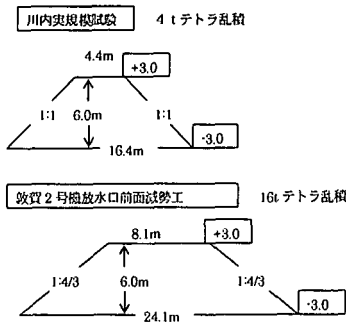 川内実規模試験 4tテトラ乱積
4.4m
+3.0
1:1 6.0m 1:1
-3.0
16.4m
敦賀2号機放水口前面減勢工 16tテトラ乱積
8.1m
+3.0
1:4/3 6.0m 1:4/3
-3.0
24.1m